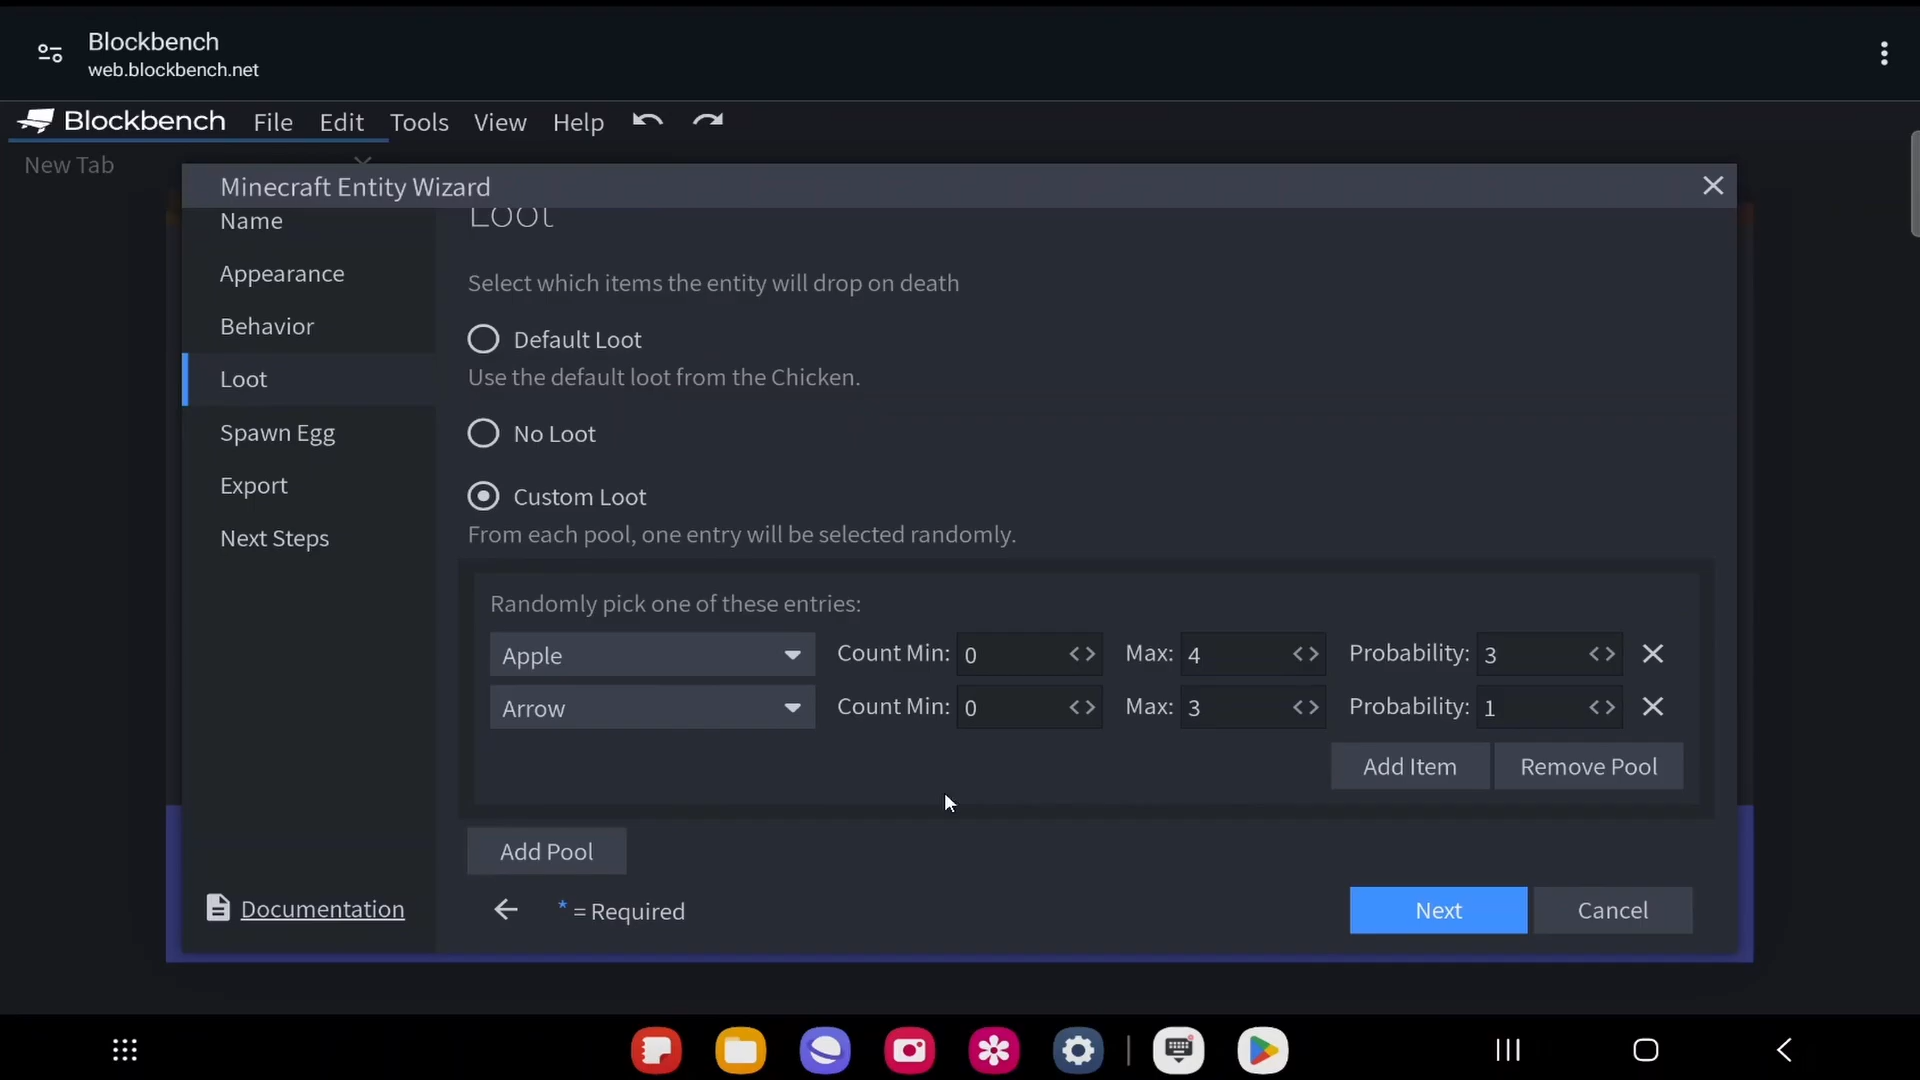 Blockbench
web.blockbench.net
Blockbench File Edit Tools View Help
New Tab
Minecraft Entity Wizard
Name
Appearance
Behavior
Loot
Spawn Egg
Export
Next Steps
Documentation
Loot
Select which items the entity will drop on death
Default Loot
Use the default loot from the Chicken.
No Loot
Custom Loot
From each pool, one entry will be selected randomly.
Randomly pick one of these entries:
Apple Count Min: 0 Max: 4 Probability: 3
Arrow Count Min: 0 Max: 3 Probability: 1
Add Item Remove Pool
Add Pool
* = Required
Next Cancel